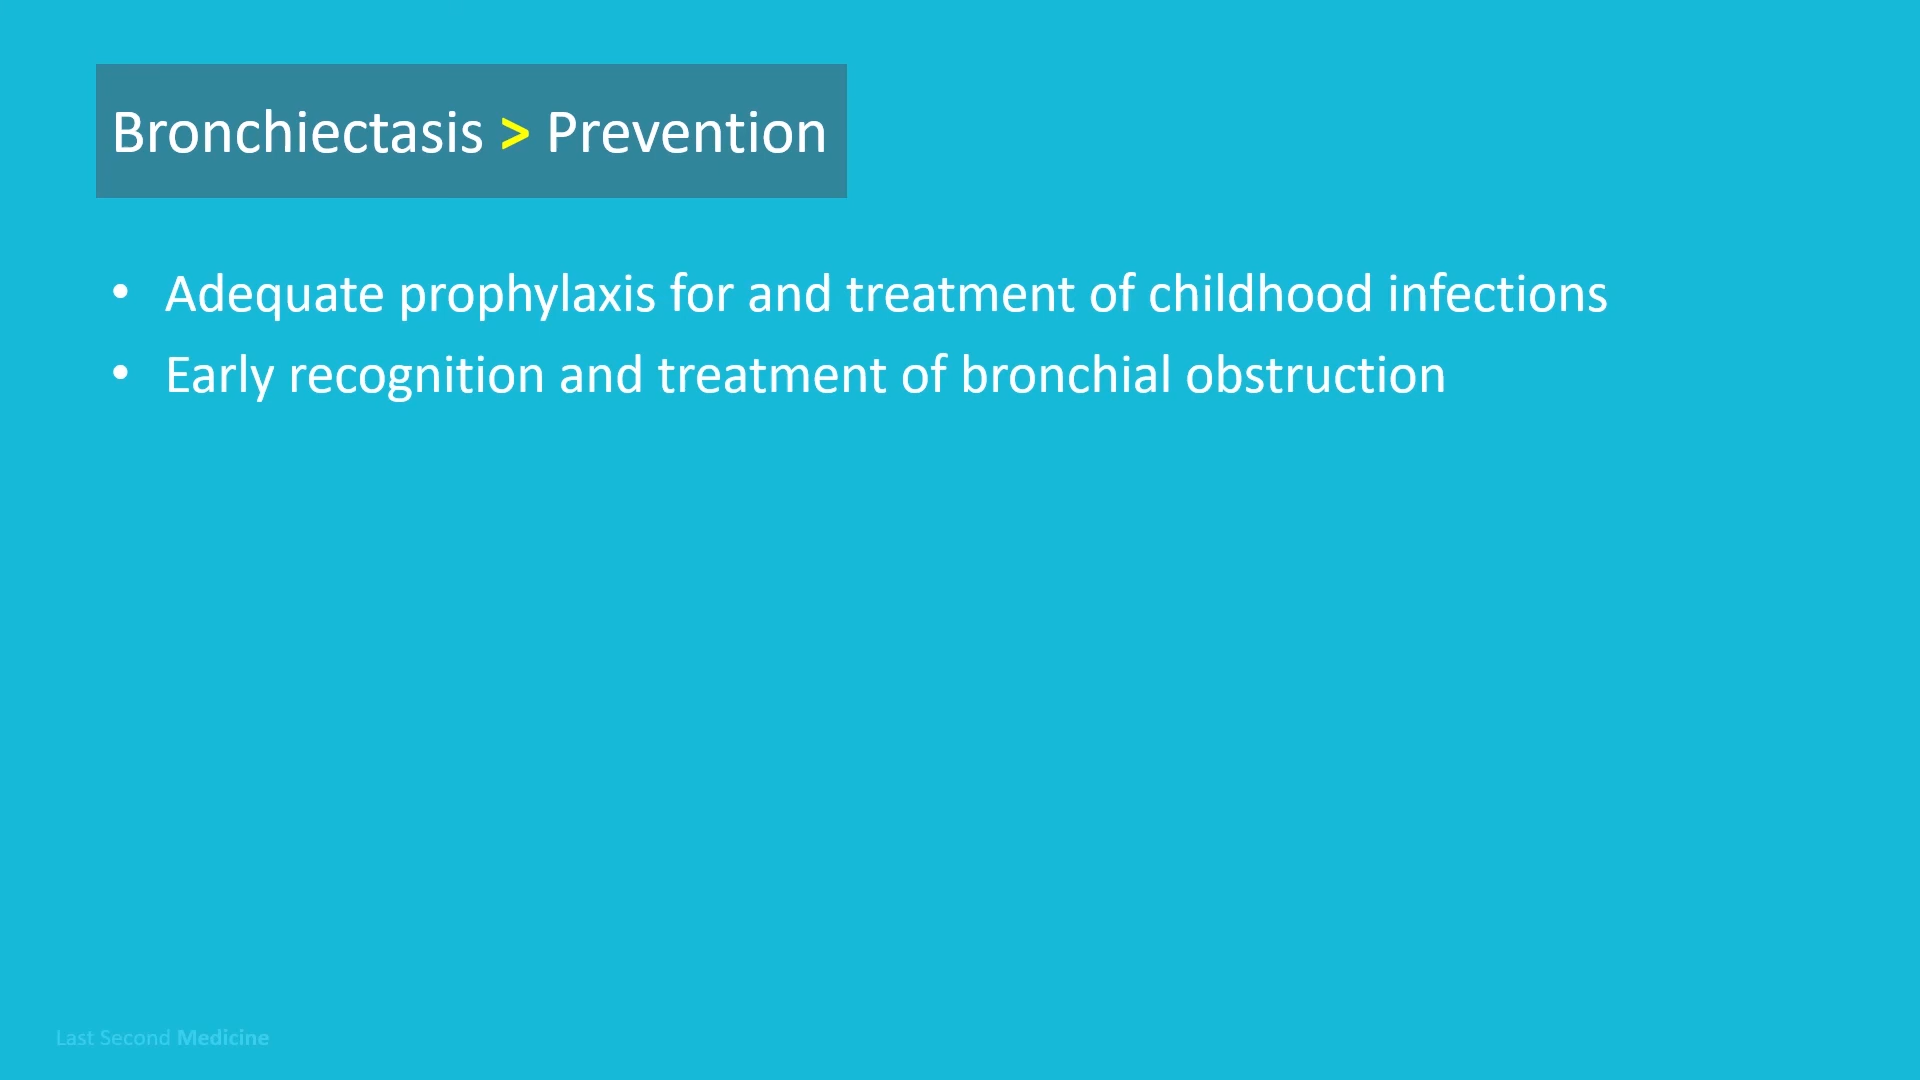 Bronchiectasis > Prevention
• Adequate prophylaxis for and treatment of childhood infections
• Early recognition and treatment of bronchial obstruction
Last Second Medicine